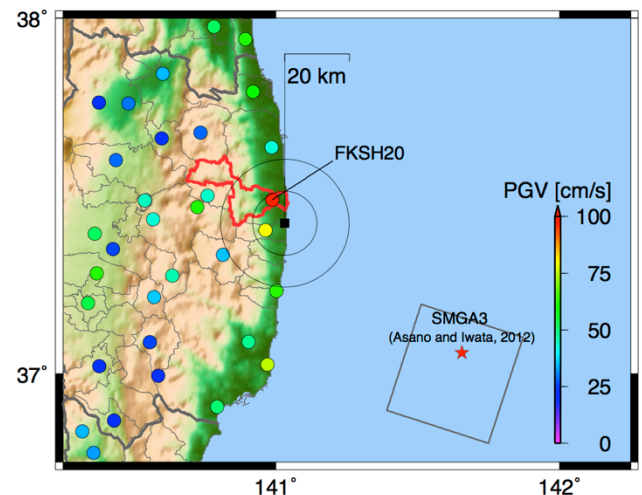 38˚
20 km
FKSH20
PGV [cm/s]
100
75
50
25
0
SMGA3
(Asano and Iwata, 2012)
37˚
141˚
142˚